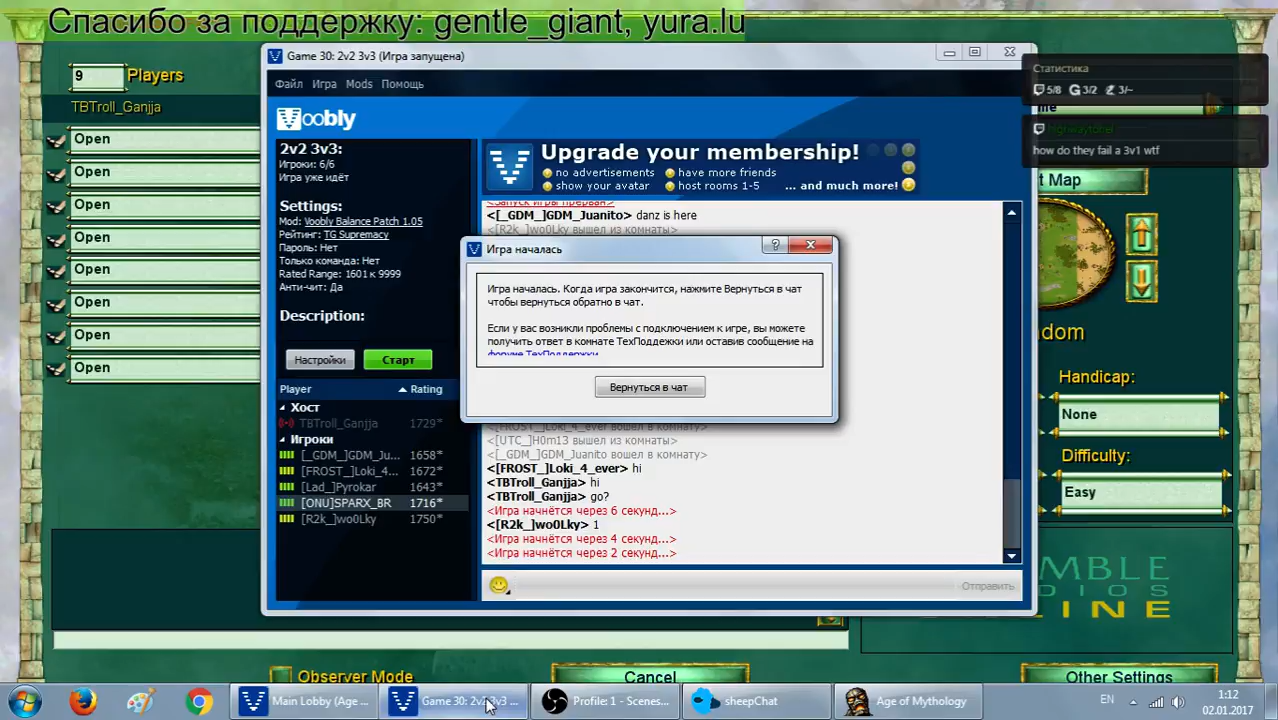 Спасибо за поддержку: gentle_giant, yura.lu
9 Players
TBTroll_Ganjja
Open
Open
Open
Open
Open
Open
Open
Open
Game 30: 2v2 3v3 (Игра запущена)
Файл Игра Mods Помощь
Voobly
2v2 3v3:
Игроки: 6/6
Игра уже идёт
Settings:
Mod: Voobly Balance Patch 1.05
Рейтинг: TG Supremacy
Пароль: Нет
Только команда: Нет
Rated Range: 1601 к 9999
Анти-чит: Да
Description:
Настройки Старт
Player Rating
Хост
TBTroll_Ganjja 1729*
Игроки
[_GDM_]GDM_Ju... 1658*
[FROST_]Loki_4_... 1672*
[Lad_]Pyrokar 1643*
[ONU]SPARX_BR 1716*
[R2k_]wo0Lky 1750*
Upgrade your membership!
no advertisements have more friends
show your avatar host rooms 1-5 ... and much more!
<Запуск игры прерван>
<[_GDM_]GDM_Juanito> danz is here
<[R2k_]wo0Lky вышел из комнаты>
Игра началась
Игра началась. Когда игра закончится, нажмите Вернуться в чат
чтобы вернуться обратно в чат.
Если у вас возникли проблемы с подключением к игре, вы можете
получить ответ в комнате ТехПоддежки или оставив сообщение на
форуме ТехПоддержки
Вернуться в чат
<[FROST_]Loki_4_ever вошел в комнату>
<[UTC_]H0m13 вышел из комнаты>
<[_GDM_]GDM_Juanito вошел в комнату>
<[FROST_]Loki_4_ever> hi
<TBTroll_Ganjja> hi
<TBTroll_Ganjja> go?
<Игра начнётся через 6 секунд...>
<[R2k_]wo0Lky> 1
<Игра начнётся через 4 секунд...>
<Игра начнётся через 2 секунд...>
Отправить
Статистика
5/8 3/2 3/~
how do they fail a 3v1 wtf
t Map
Handicap:
None
Difficulty:
Easy
Observer Mode
Cancel
Other Settings
Main Lobby (Age ...
Game 30: 2v2 3v3 ...
Profile: 1 - Scenes...
sheepChat
Age of Mythology
EN
1:12
02.01.2017